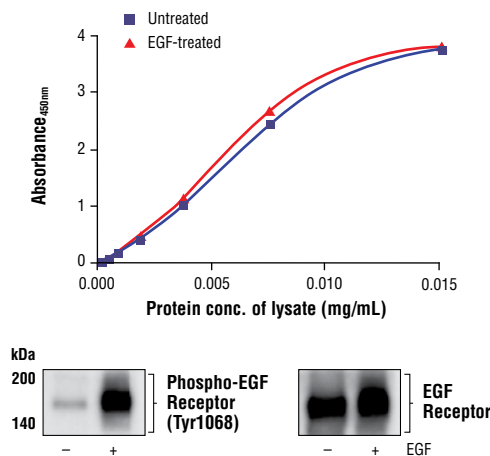 Untreated
EGF-treated
Absorbance450nm
4
3
2
1
0
0.000 0.005 0.010 0.015
Protein conc. of lysate (mg/mL)
kDa
200
140
Phospho-EGF
Receptor
(Tyr1068)
EGF
Receptor
– + – + EGF